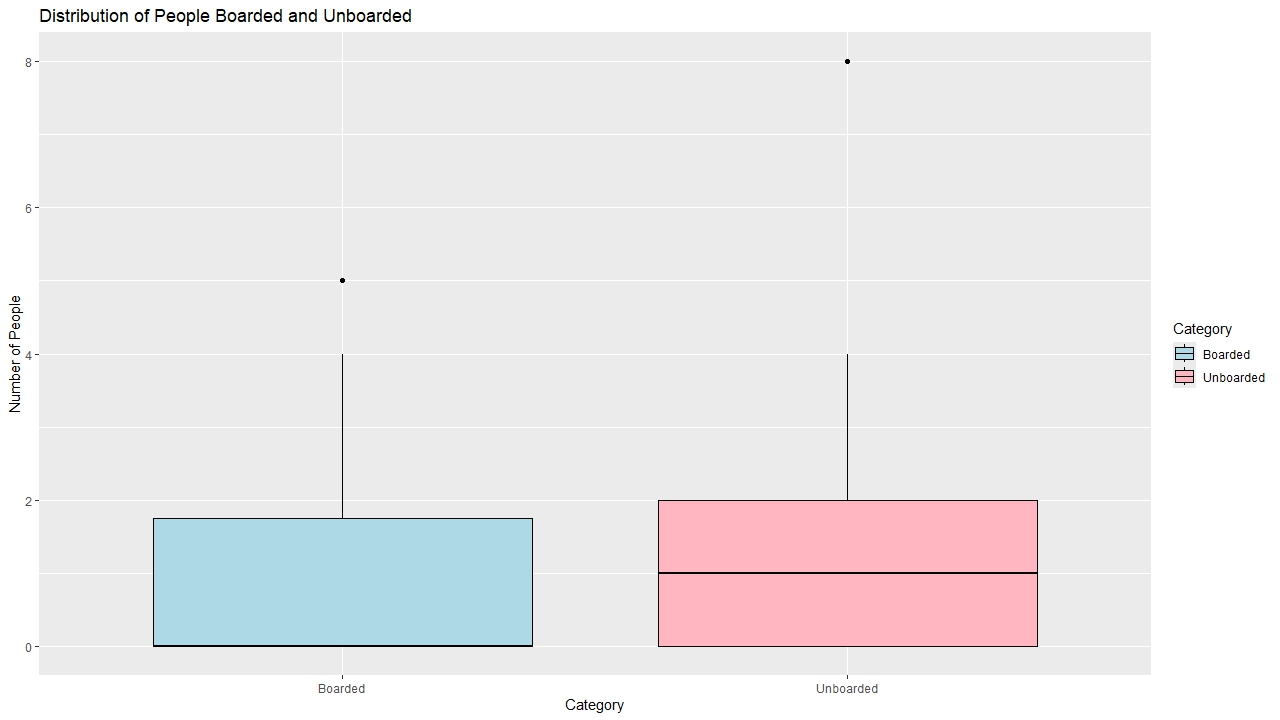 Distribution of People Boarded and Unboarded
Number of People
8
6
4
2
0
Boarded
Unboarded
Category
Category
Boarded
Unboarded